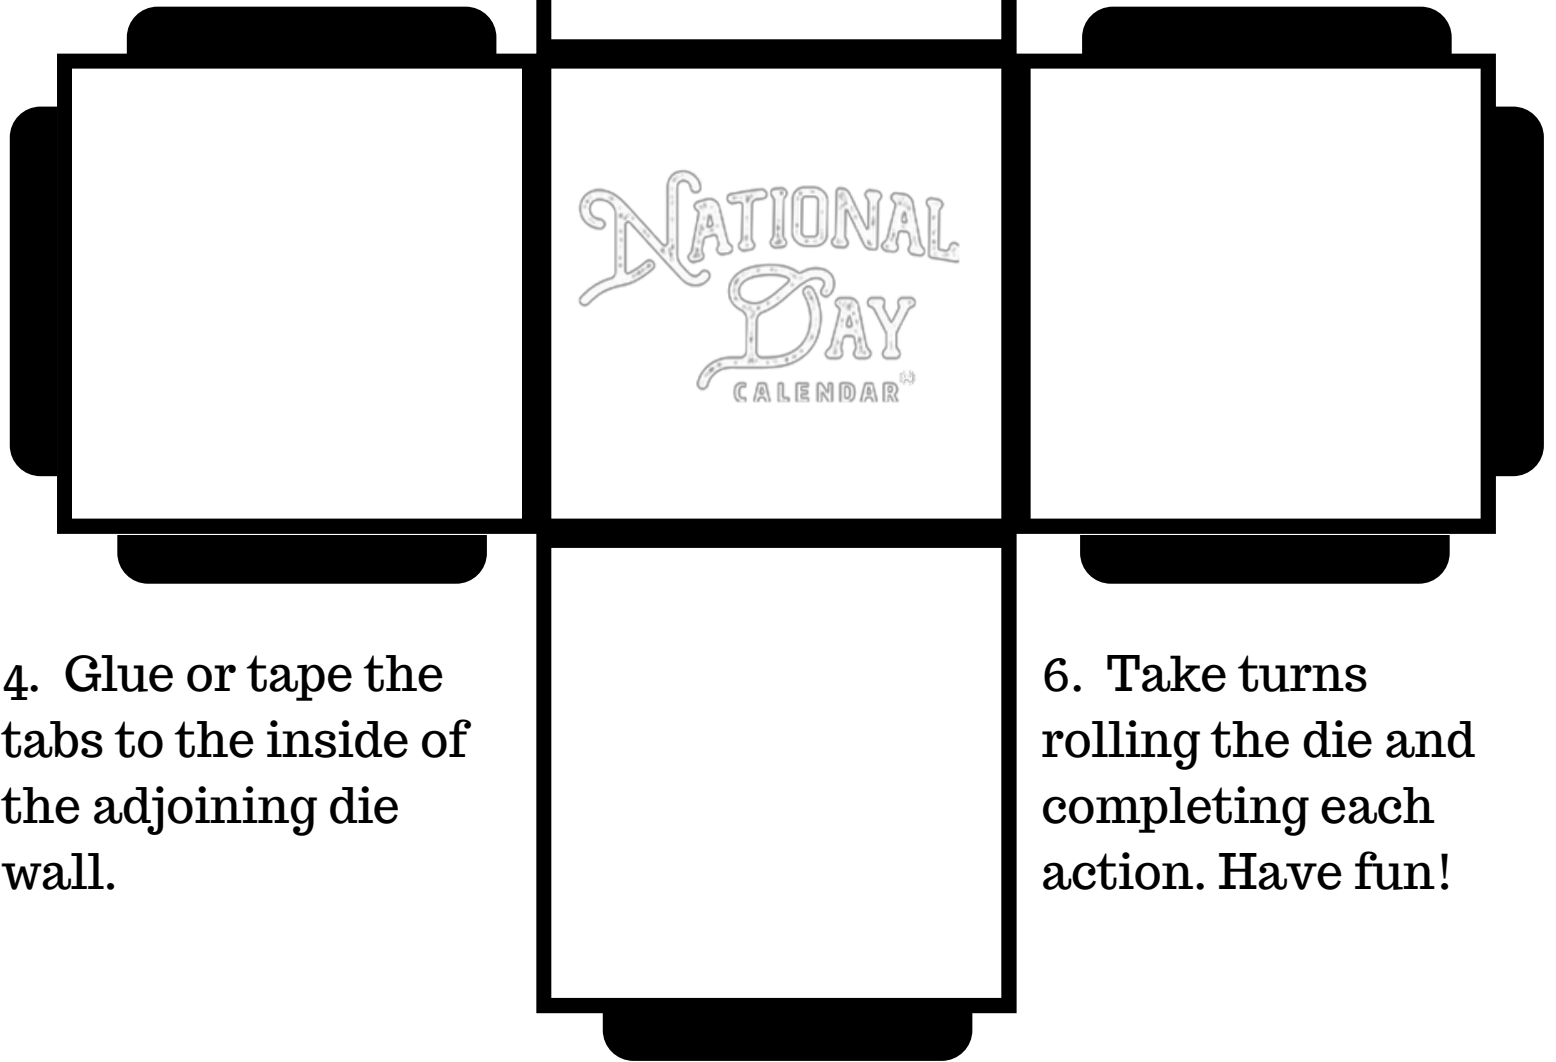 NATIONAL
DAY
CALENDAR
4. Glue or tape the
tabs to the inside of
the adjoining die
wall.
6. Take turns
rolling the die and
completing each
action. Have fun!